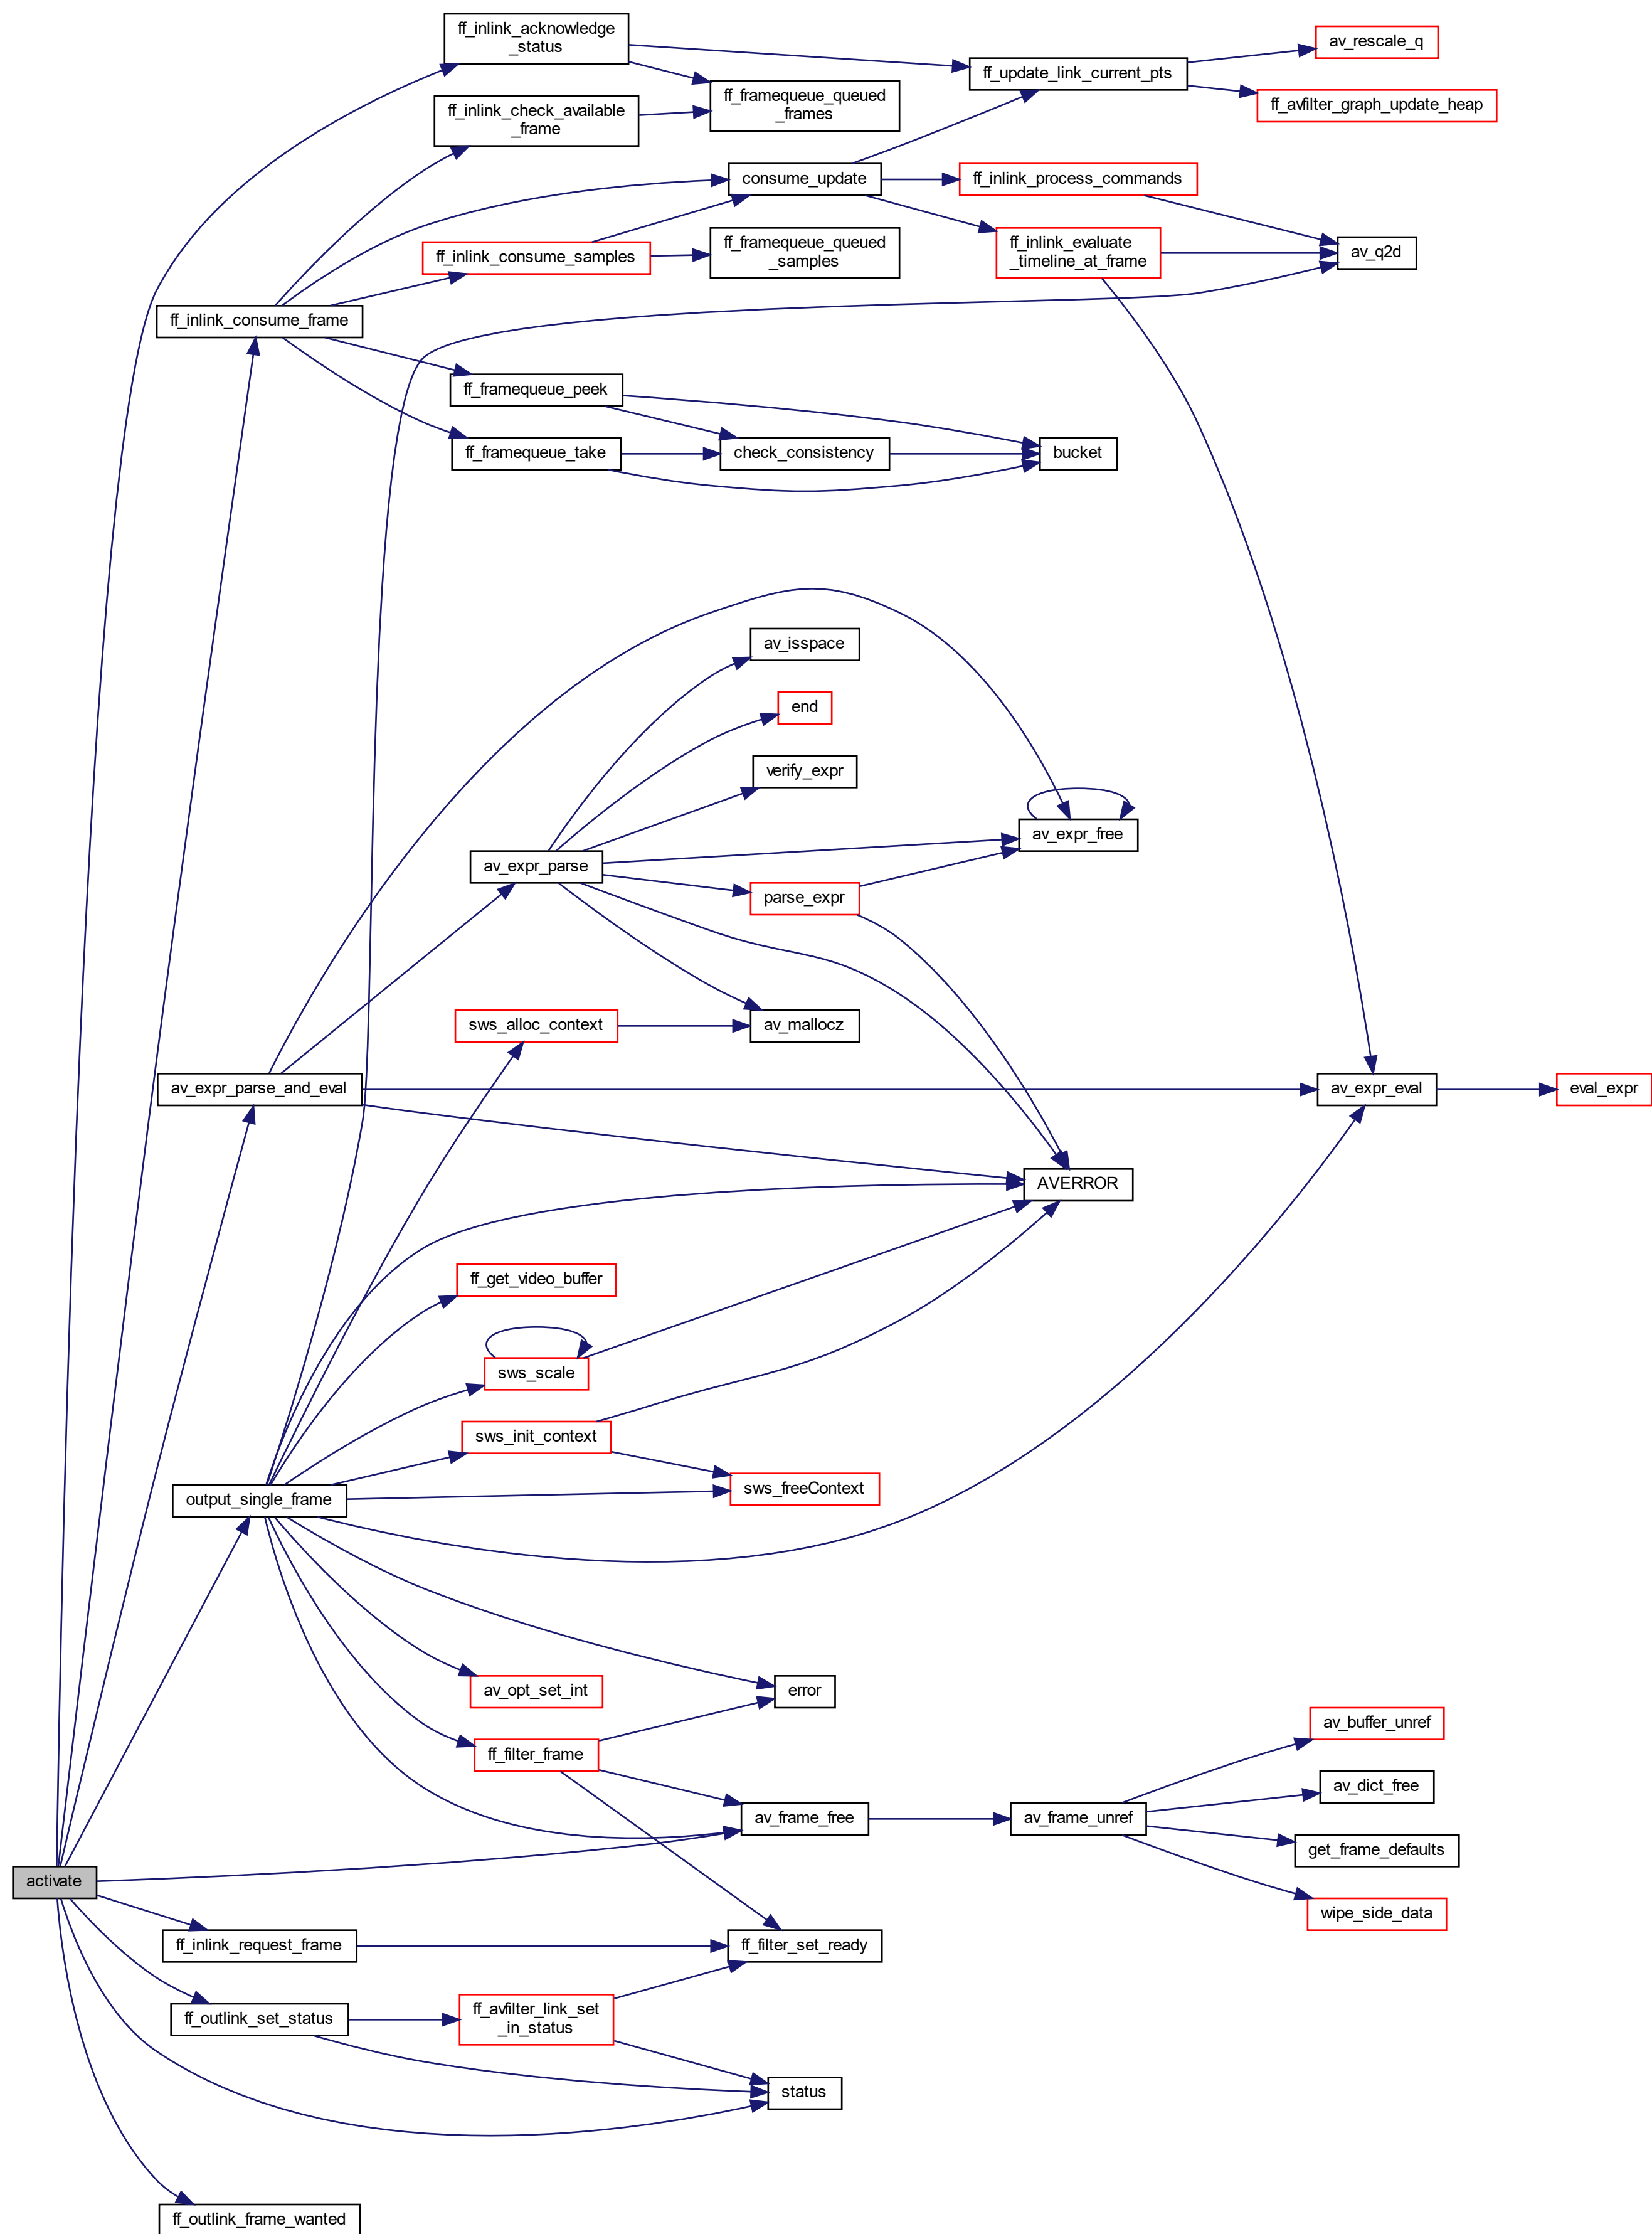 ff_inlink_acknowledge
_status
av_rescale_q
ff_update_link_current_pts
ff_framequeue_queued
_frames
ff_avfilter_graph_update_heap
ff_inlink_check_available
_frame
consume_update
ff_inlink_process_commands
ff_inlink_consume_samples
ff_framequeue_queued
_samples
ff_inlink_evaluate
_timeline_at_frame
av_q2d
ff_inlink_consume_frame
ff_framequeue_peek
ff_framequeue_take
check_consistency
bucket
av_isspace
end
verify_expr
av_expr_free
av_expr_parse
parse_expr
sws_alloc_context
av_mallocz
av_expr_parse_and_eval
av_expr_eval
eval_expr
AVERROR
ff_get_video_buffer
sws_scale
sws_init_context
sws_freeContext
output_single_frame
av_opt_set_int
error
ff_filter_frame
av_buffer_unref
av_dict_free
av_frame_free
av_frame_unref
get_frame_defaults
activate
wipe_side_data
ff_inlink_request_frame
ff_filter_set_ready
ff_outlink_set_status
ff_avfilter_link_set
_in_status
status
ff_outlink_frame_wanted